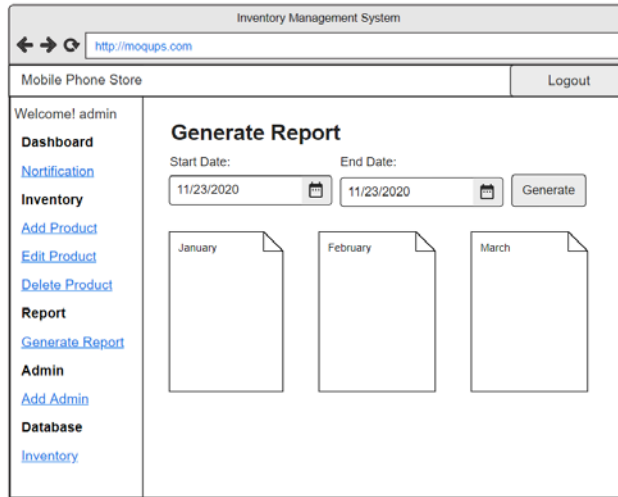 Inventory Management System
http://moqups.com
Mobile Phone Store
Logout
Welcome! admin
Dashboard
Nortification
Inventory
Add Product
Edit Product
Delete Product
Report
Generate Report
Admin
Add Admin
Database
Inventory
Generate Report
Start Date:
End Date:
11/23/2020
11/23/2020
Generate
January
February
March